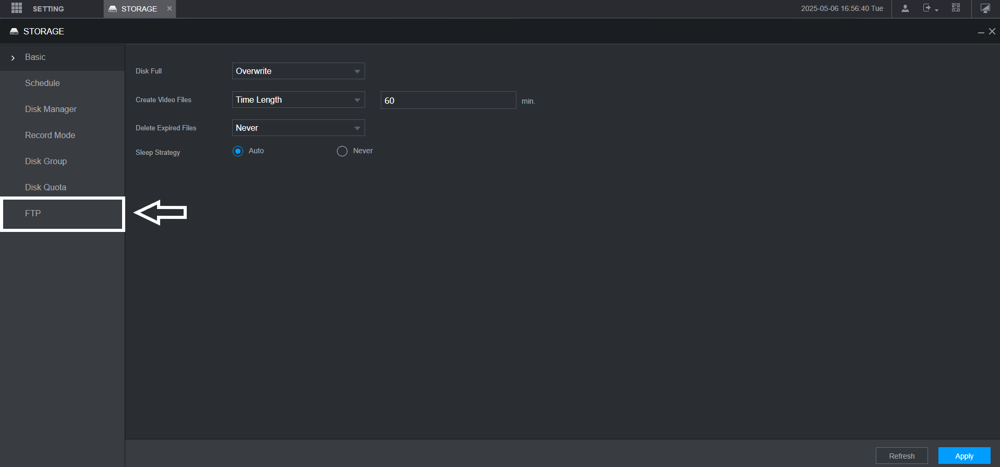 SETTING
STORAGE
2025-05-06 16:56:40 Tue
STORAGE
Basic
Schedule
Disk Manager
Record Mode
Disk Group
Disk Quota
FTP
Disk Full Overwrite
Create Video Files Time Length 60 min.
Delete Expired Files Never
Sleep Strategy Auto Never
Refresh Apply